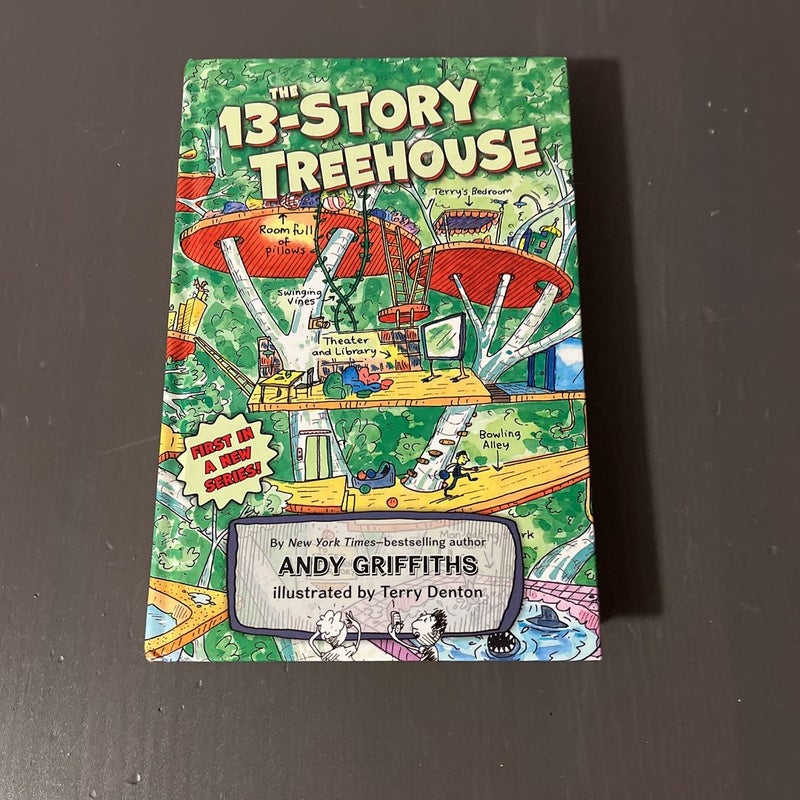 THE
13-STORY
TREEHOUSE
Terry's Bedroom
Room full
of
pillows
Swinging
Vines
Theater
and Library
Bowling
Alley
FIRST IN
A NEW
SERIES!
By New York Times–bestselling author
ANDY GRIFFITHS
illustrated by Terry Denton